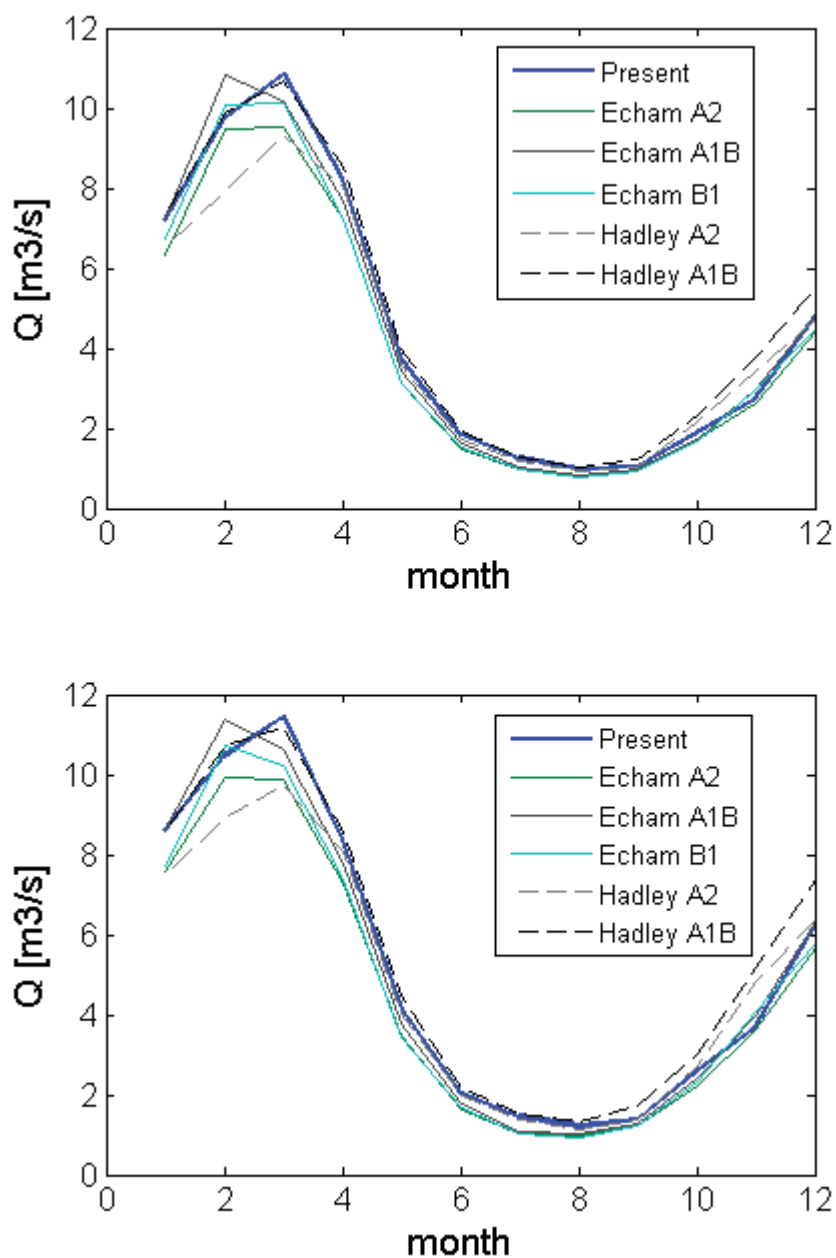 12
10
8
6
4
2
0
Q [m3/s]
Present
Echam A2
Echam A1B
Echam B1
Hadley A2
Hadley A1B
0 2 4 6 8 10 12
month
12
10
8
6
4
2
0
Q [m3/s]
Present
Echam A2
Echam A1B
Echam B1
Hadley A2
Hadley A1B
0 2 4 6 8 10 12
month